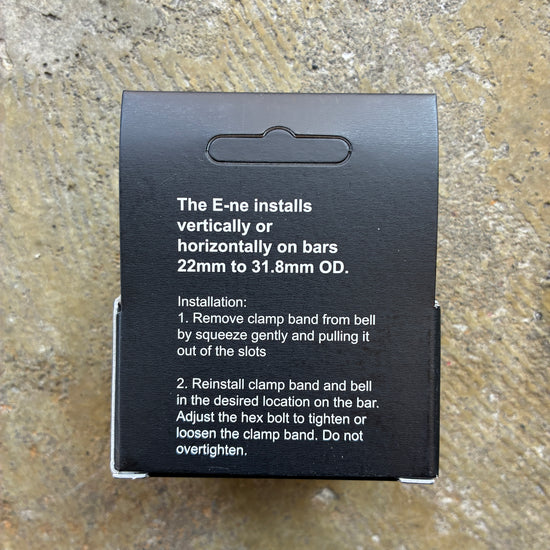 The E-ne installs
vertically or
horizontally on bars
22mm to 31.8mm OD.
Installation:
1. Remove clamp band from bell
by squeeze gently and pulling it
out of the slots
2. Reinstall clamp band and bell
in the desired location on the bar.
Adjust the hex bolt to tighten or
loosen the clamp band. Do not
overtighten.